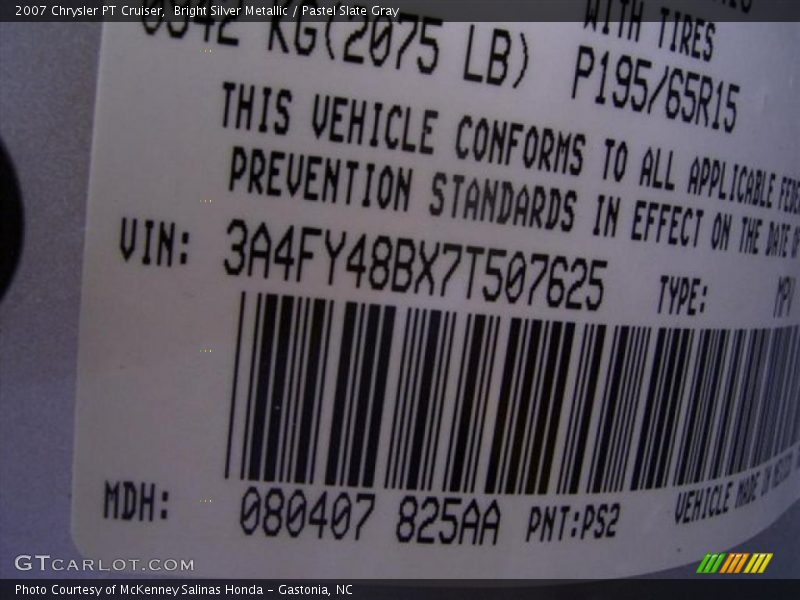 2007 Chrysler PT Cruiser,  Bright Silver Metallic / Pastel Slate Gray
KG(2075 LB)
WITH TIRES
P195/65R15
THIS VEHICLE CONFORMS TO ALL APPLICABLE
PREVENTION STANDARDS IN EFFECT ON THE DATE OF
VIN: 3A4FY48BX7T507625 TYPE: MPV
MDH: 080407 825AA PNT:PS2 VEHICLE MADE IN
GTCARLOT.COM
Photo Courtesy of McKenney Salinas Honda - Gastonia, NC